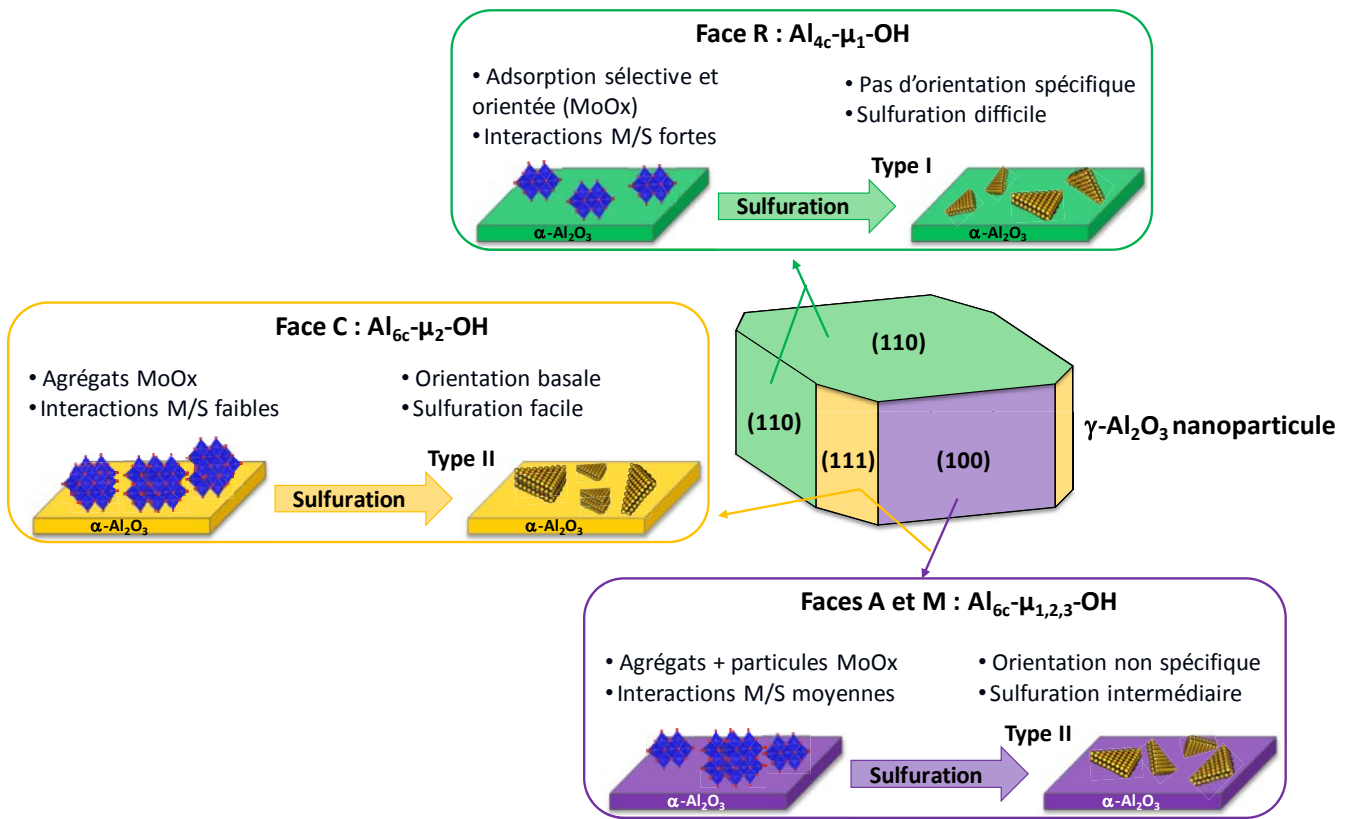 Face R : Al4c-µ1-OH
• Adsorption sélective et
orientée (MoOx)
• Interactions M/S fortes
• Pas d'orientation spécifique
• Sulfuration difficile
Type I
Sulfuration
α-Al2O3
α-Al2O3
Face C : Al6c-µ2-OH
• Agrégats MoOx
• Interactions M/S faibles
• Orientation basale
• Sulfuration facile
Type II
Sulfuration
α-Al2O3
α-Al2O3
(110)
(110)
(111)
(100)
γ-Al2O3 nanoparticule
Faces A et M : Al6c-µ1,2,3-OH
• Agrégats + particules MoOx
• Interactions M/S moyennes
• Orientation non spécifique
• Sulfuration intermédiaire
Type II
Sulfuration
α-Al2O3
α-Al2O3